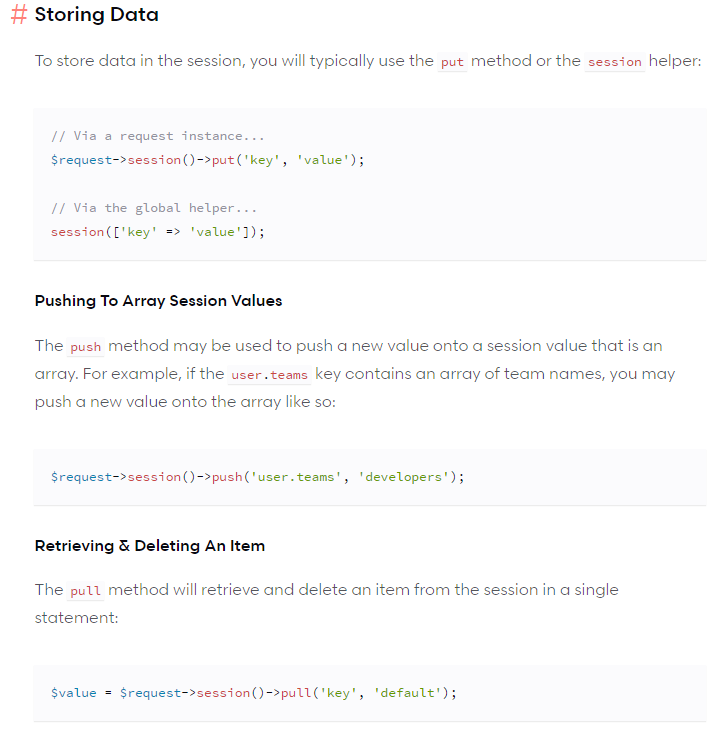 # Storing Data
To store data in the session, you will typically use the put method or the session helper:
// Via a request instance...
$request->session()->put('key', 'value');
// Via the global helper...
session(['key' => 'value']);
Pushing To Array Session Values
The push method may be used to push a new value onto a session value that is an
array. For example, if the user.teams key contains an array of team names, you may
push a new value onto the array like so:
$request->session()->push('user.teams', 'developers');
Retrieving & Deleting An Item
The pull method will retrieve and delete an item from the session in a single
statement:
$value = $request->session()->pull('key', 'default');